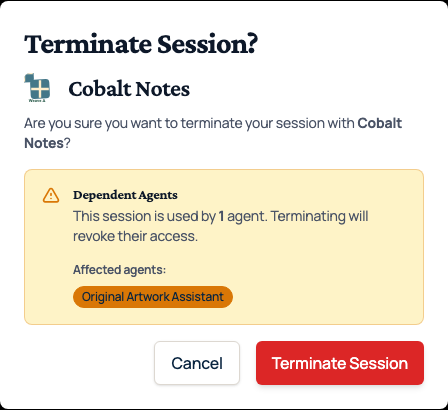 Terminate Session?
Cobalt Notes
Are you sure you want to terminate your session with Cobalt
Notes?
Dependent Agents
This session is used by 1 agent. Terminating will
revoke their access.
Affected agents:
Original Artwork Assistant
Cancel
Terminate Session